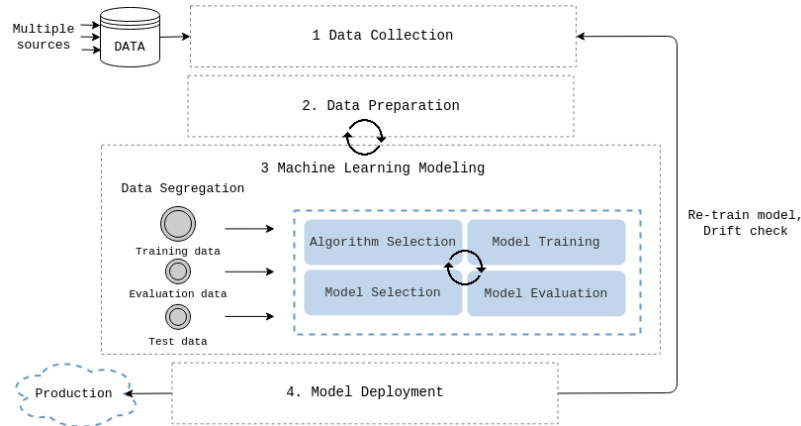 Multiple
sources
DATA
1 Data Collection
2. Data Preparation
3 Machine Learning Modeling
Data Segregation
Training data
Evaluation data
Test data
Algorithm Selection
Model Training
Model Selection
Model Evaluation
Re-train model,
Drift check
4. Model Deployment
Production